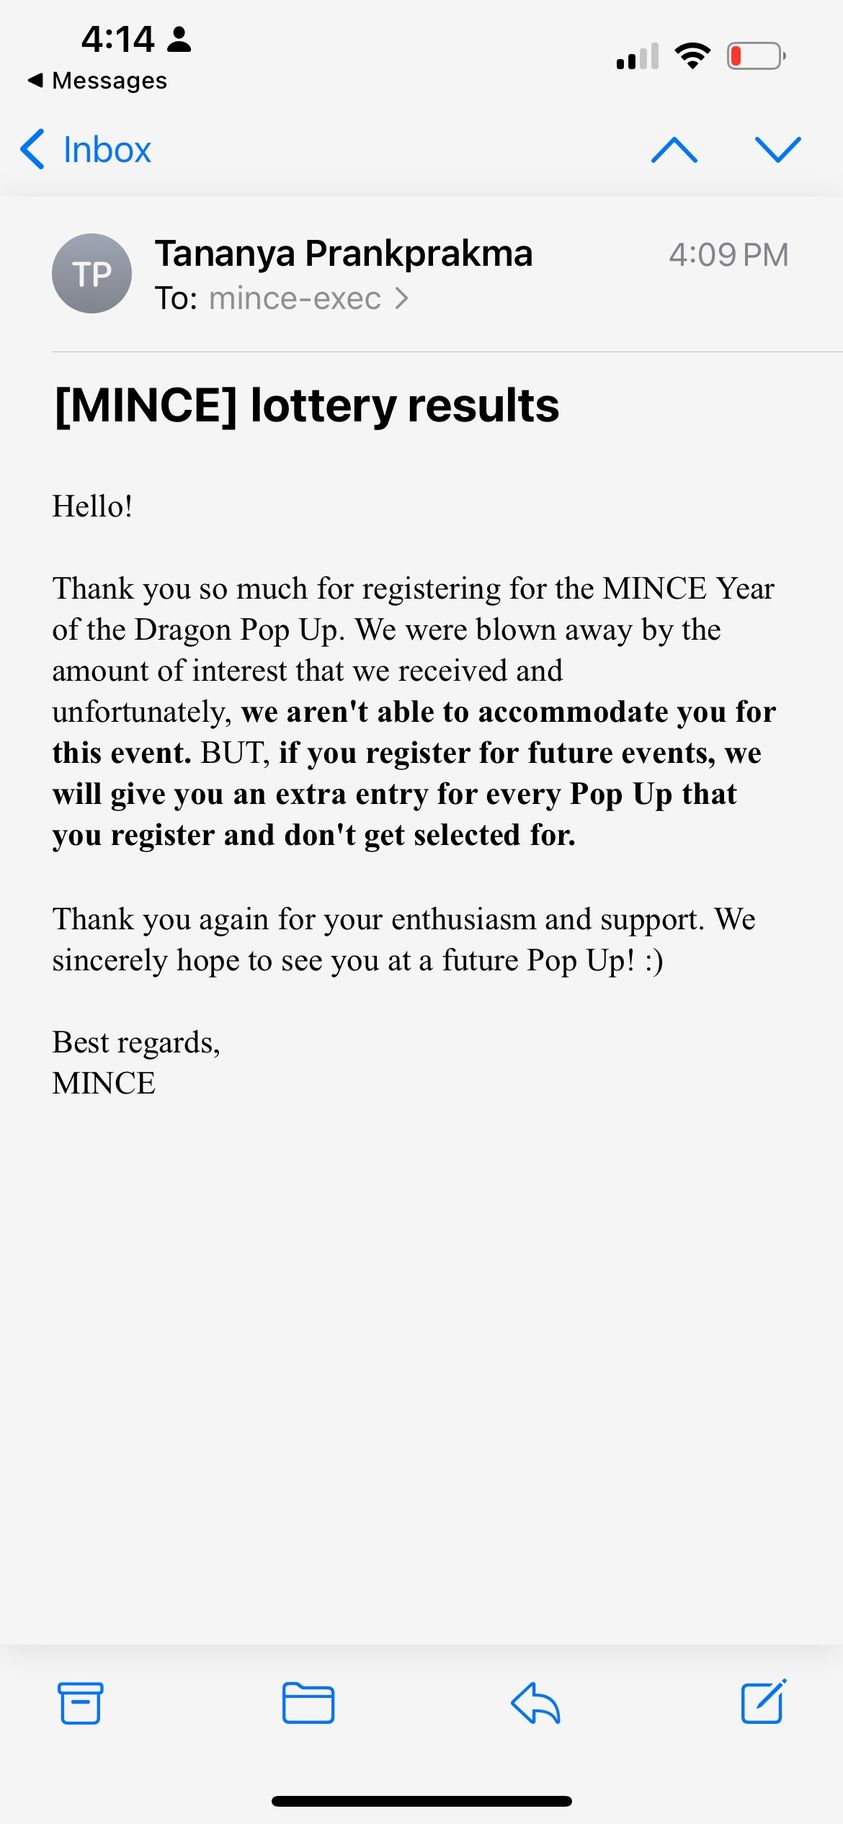 4:14
Messages
Inbox
TP
Tananya Prankprakma
4:09 PM
To: mince-exec
[MINCE] lottery results
Hello!
Thank you so much for registering for the MINCE Year
of the Dragon Pop Up. We were blown away by the
amount of interest that we received and
unfortunately, we aren't able to accommodate you for
this event. BUT, if you register for future events, we
will give you an extra entry for every Pop Up that
you register and don't get selected for.
Thank you again for your enthusiasm and support. We
sincerely hope to see you at a future Pop Up! :)
Best regards,
MINCE